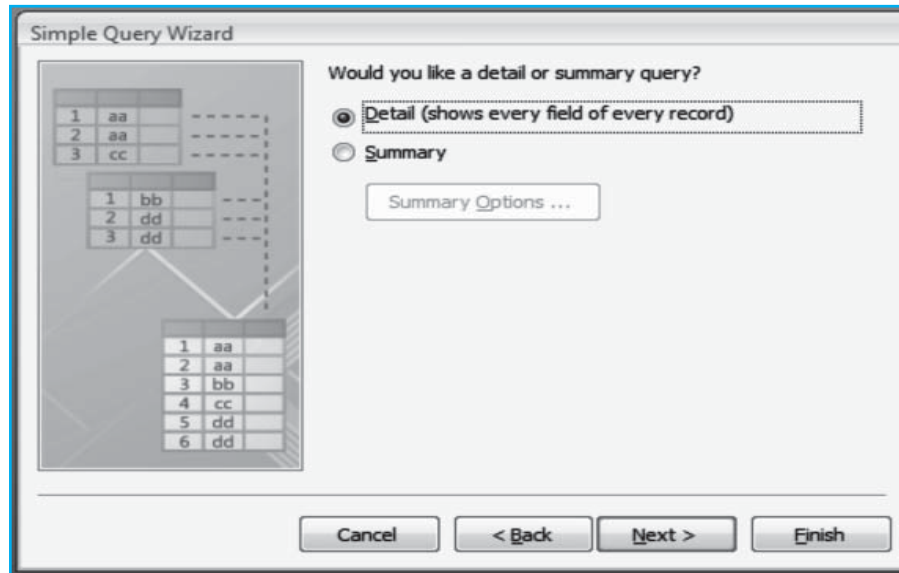 Simple Query Wizard
Would you like a detail or summary query?
Detail (shows every field of every record)
Summary
Summary Options ...
1 aa
2 aa
3 cc
1 bb
2 dd
3 dd
1 aa
2 aa
3 bb
4 cc
5 dd
6 dd
Cancel
< Back
Next >
Finish